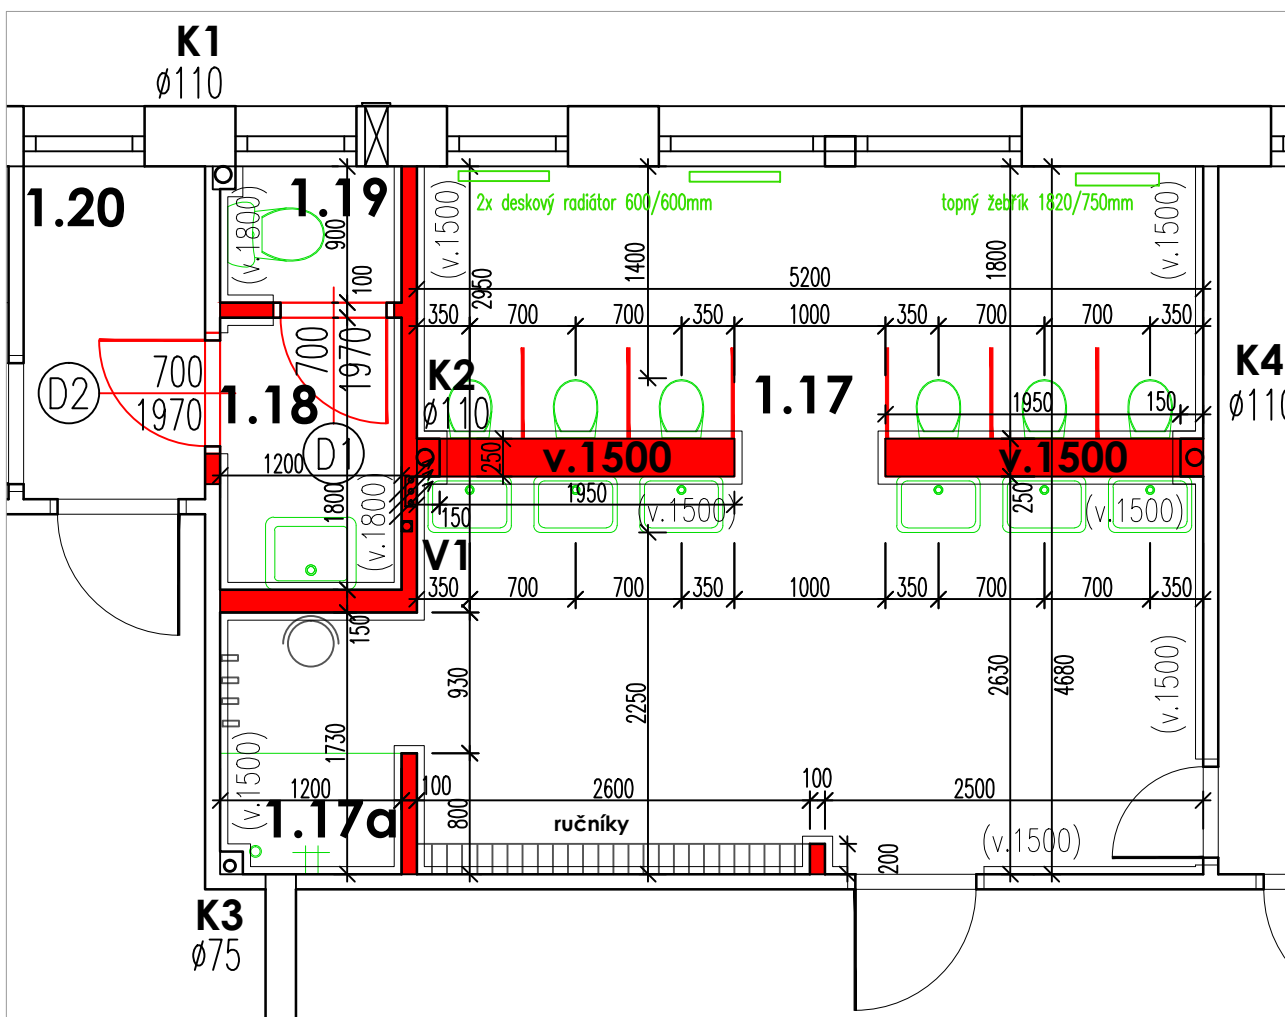 K1
ø110
1.20
1.19
(v.1800)
900
100
(v.1500)
2950
2x deskový radiátor 600/600mm
1400
topný žebřík 1820/750mm
1800
(v.1500)
5200
350
700
700
350
1000
350
700
700
350
700
1970
D2
700
1970
1.18
D1
K2
ø110
1.17
K4
ø110
1950
150
v.1500
250
v.1500
250
1200
1800
(v.1800)
150
1950
(v.1500)
(v.1500)
V1
350
700
700
350
1000
350
700
700
350
150
930
2250
2630
4680
(v.1500)
1730
(v.1500)
1200
100
2600
100
2500
1.17a
800
ručníky
200
(v.1500)
K3
ø75